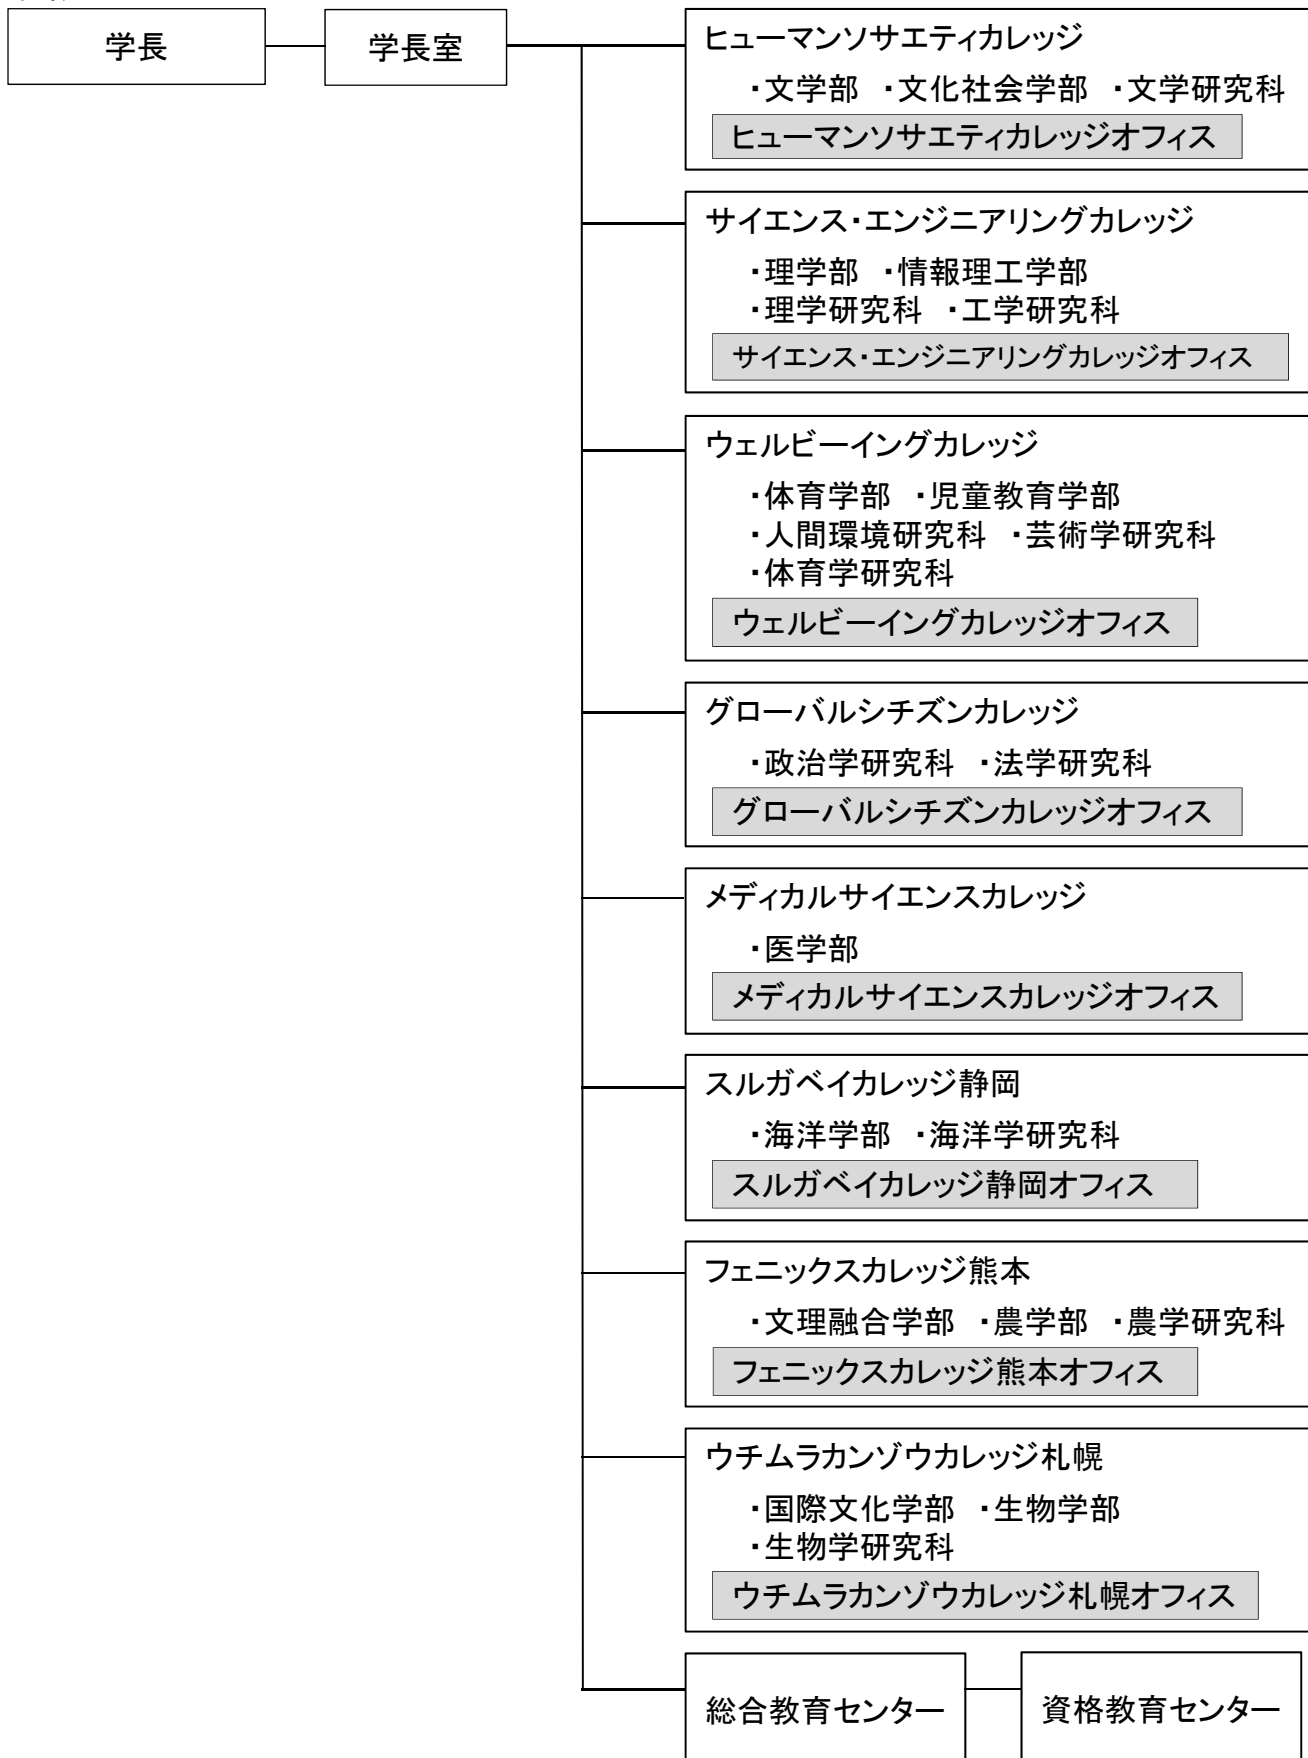 学長
学長室
ヒューマンソサエティカレッジ
・文学部 ・文化社会学部 ・文学研究科
ヒューマンソサエティカレッジオフィス
サイエンス・エンジニアリングカレッジ
・理学部 ・情報理工学部
・理学研究科 ・工学研究科
サイエンス・エンジニアリングカレッジオフィス
ウェルビーイングカレッジ
・体育学部 ・児童教育学部
・人間環境研究科 ・芸術学研究科
・体育学研究科
ウェルビーイングカレッジオフィス
グローバルシチズンカレッジ
・政治学研究科 ・法学研究科
グローバルシチズンカレッジオフィス
メディカルサイエンスカレッジ
・医学部
メディカルサイエンスカレッジオフィス
スルガベイカレッジ静岡
・海洋学部 ・海洋学研究科
スルガベイカレッジ静岡オフィス
フェニックスカレッジ熊本
・文理融合学部 ・農学部 ・農学研究科
フェニックスカレッジ熊本オフィス
ウチムラカンゾウカレッジ札幌
・国際文化学部 ・生物学部
・生物学研究科
ウチムラカンゾウカレッジ札幌オフィス
総合教育センター
資格教育センター